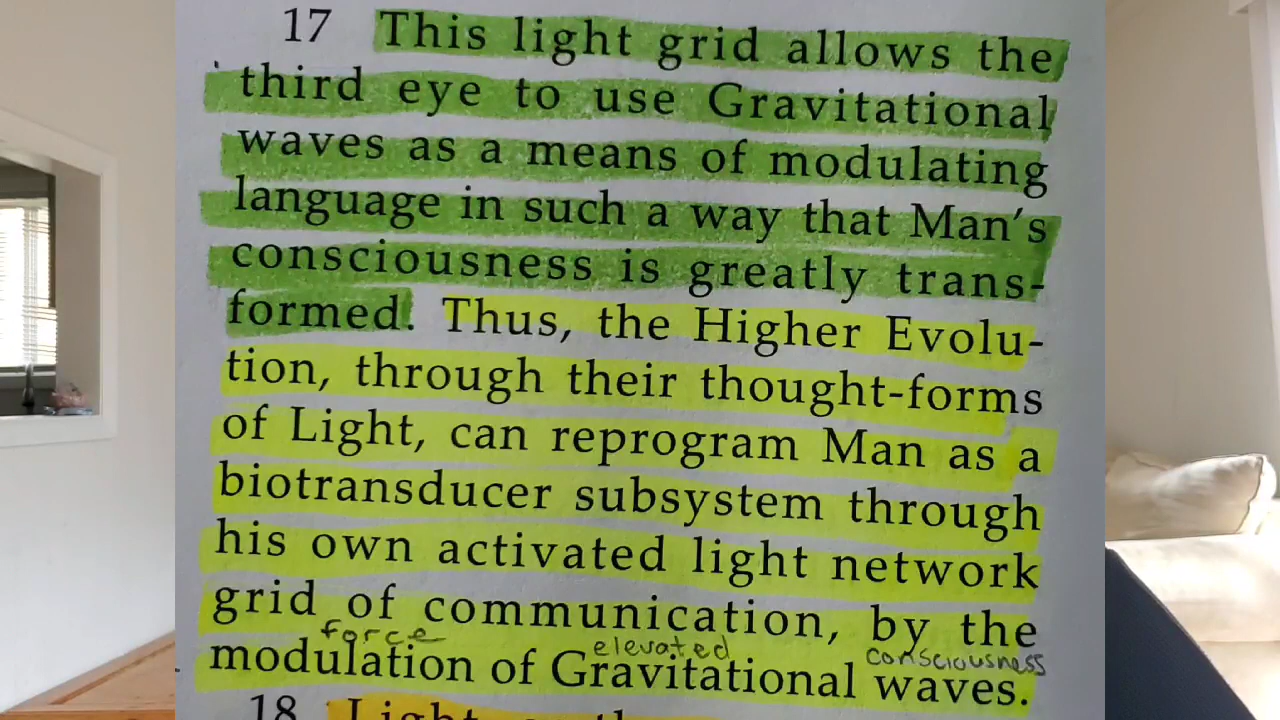 17 This light grid allows the
third eye to use Gravitational
waves as a means of modulating
language in such a way that Man's
consciousness is greatly trans-
formed. Thus, the Higher Evolu-
tion, through their thought-forms
of Light, can reprogram Man as a
biotransducer subsystem through
his own activated light network
grid of communication, by the
force elevated consciousness
modulation of Gravitational waves.
18 Light